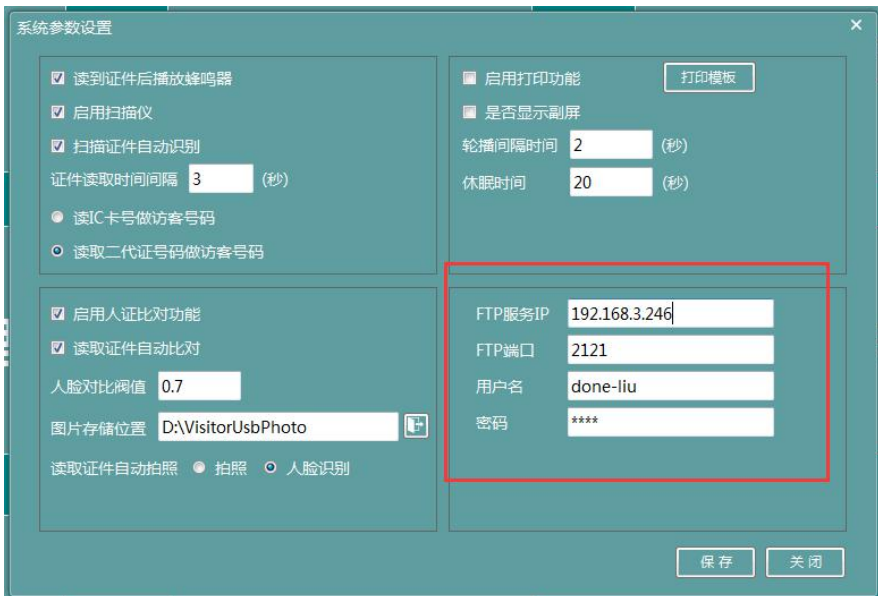 系统参数设置
读到证件后播放蜂鸣器
启用扫描仪
扫描证件自动识别
证件读取时间间隔 3 (秒)
读IC卡号做访客号码
读取二代证号码做访客号码
启用打印功能 打印模板
是否显示副屏
轮播间隔时间 2 (秒)
休眠时间 20 (秒)
启用人证比对功能
读取证件自动比对
人脸对比阀值 0.7
图片存储位置 D:\VisitorUsbPhoto
读取证件自动拍照 拍照 人脸识别
FTP服务IP 192.168.3.246
FTP端口 2121
用户名 done-liu
密码 ****
保存 关闭